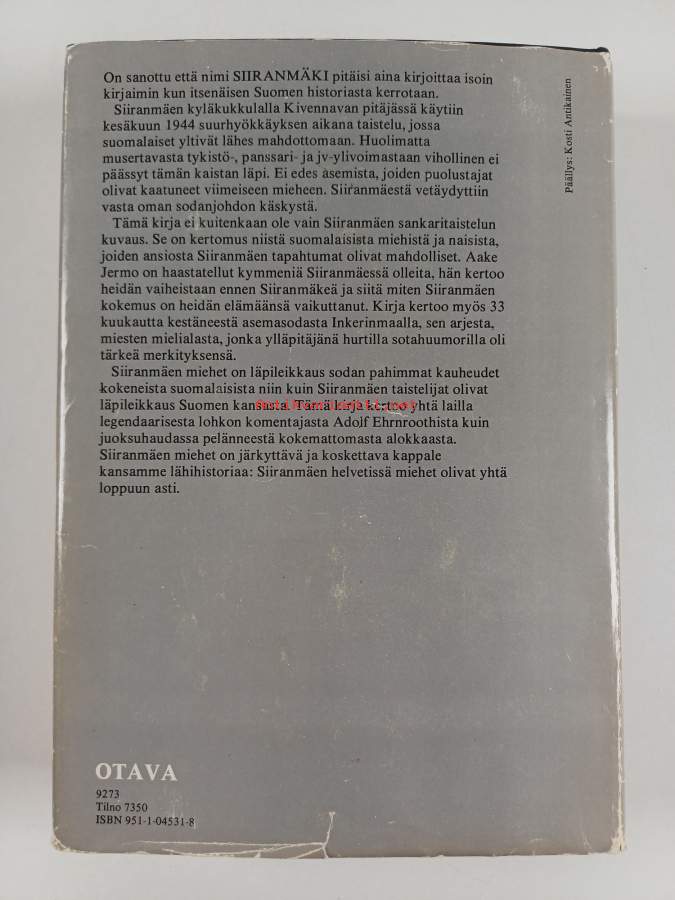 On sanottu että nimi SIIRANMÄKI pitäisi aina kirjoittaa isoin
kirjaimin kun itsenäisen Suomen historiasta kerrotaan.
Siiranmäen kyläkukkulalla Kivennavan pitäjässä käytiin
kesäkuun 1944 suurhyökkäyksen aikana taistelu, jossa
suomalaiset yltivät lähes mahdottomaan. Huolimatta
musertavasta tykistö-, panssari- ja jv-ylivoimastaan vihollinen ei
päässyt tämän kaistan läpi. Ei edes asemista, joiden puolustajat
olivat kaatuneet viimeiseen mieheen. Siiranmäestä vetäydyttiin
vasta oman sodanjohdon käskystä.
Tämä kirja ei kuitenkaan ole vain Siiranmäen sankaritaistelun
kuvaus. Se on kertomus niistä suomalaisista miehistä ja naisista,
joiden ansiosta Siiranmäen tapahtumat olivat mahdolliset. Aake
Jermo on haastatellut kymmeniä Siiranmäessä olleita, hän kertoo
heidän vaiheistaan ennen Siiranmäkeä ja siitä miten Siiranmäen
kokemus on heidän elämäänsä vaikuttanut. Kirja kertoo myös 33
kuukautta kestäneestä asemasodasta Inkerinmaalla, sen arjesta,
miesten mielialasta, jonka ylläpitäjänä hurtilla sotahuumorilla oli
tärkeä merkityksensä.
Siiranmäen miehet on läpileikkaus sodan pahimmat kauheudet
kokeneista suomalaisista niin kuin Siiranmäen taistelijat olivat
läpileikkaus Suomen kansasta. Tämä kirja kertoo yhtä lailla
legendaarisesta lohkon komentajasta Adolf Ehrnroothista kuin
juoksuhaudassa pelänneestä kokemattomasta alokkaasta.
Siiranmäen miehet on järkyttävä ja koskettava kappale
kansamme lähihistoriaa: Siiranmäen helvetissä miehet olivat yhtä
loppuun asti.
Päällys: Kosti Antikainen
OTAVA
9273
Tilno 7350
ISBN 951-1-04531-8